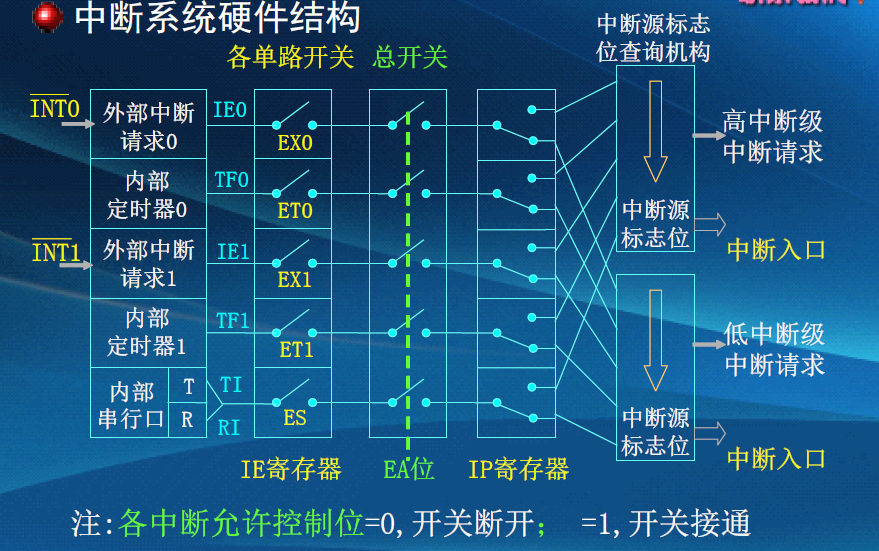 中断系统硬件结构
各单路开关 总开关
中断源标志
位查询机构
INT0
外部中断
请求0
IE0
EX0
高中断级
中断请求
内部
定时器0
TF0
ET0
中断源
标志位
中断入口
INT1
外部中断
请求1
IE1
EX1
内部
定时器1
TF1
ET1
低中断级
中断请求
内部
串行口
T
R
TI
RI
ES
中断源
标志位
中断入口
IE寄存器 EA位 IP寄存器
注:各中断允许控制位=0,开关断开; =1,开关接通